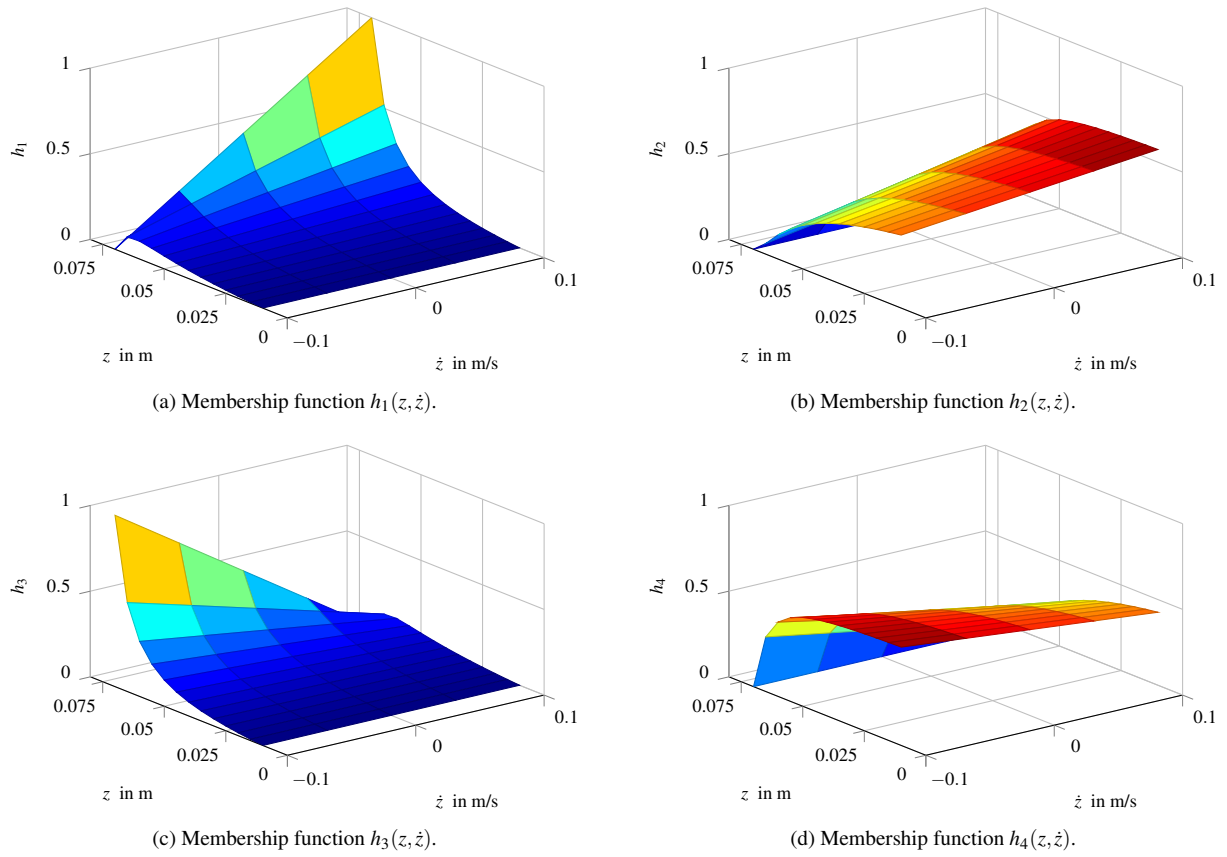 1
0.5
0
h₁
0.075
0.05
0.025
0
z in m
−0.1
0
0.1
ż in m/s
(a) Membership function h₁(z, ż).
1
0.5
0
h₂
0.075
0.05
0.025
0
z in m
−0.1
0
0.1
ż in m/s
(b) Membership function h₂(z, ż).
1
0.5
0
h₃
0.075
0.05
0.025
0
z in m
−0.1
0
0.1
ż in m/s
(c) Membership function h₃(z, ż).
1
0.5
0
h₄
0.075
0.05
0.025
0
z in m
−0.1
0
0.1
ż in m/s
(d) Membership function h₄(z, ż).